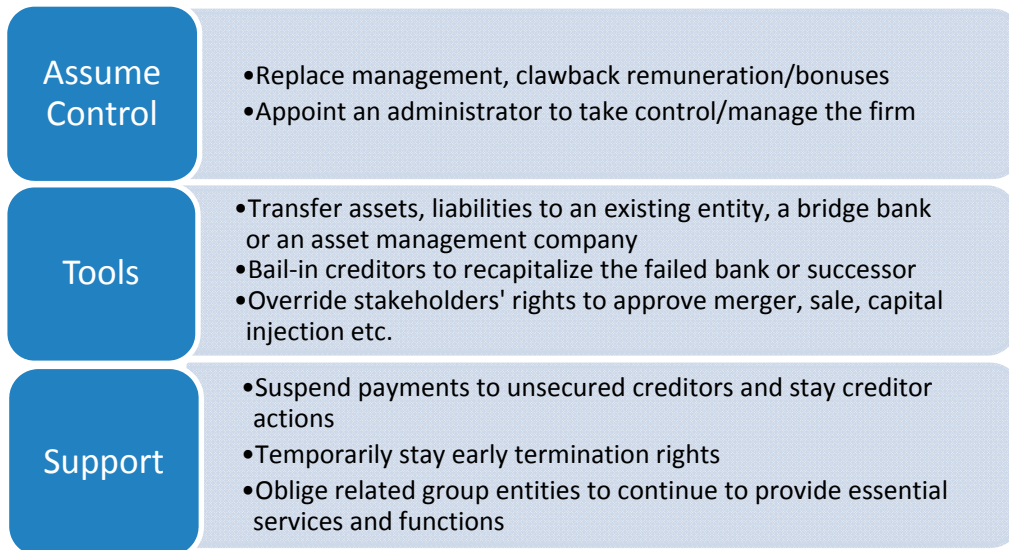 Assume
Control
•Replace management, clawback remuneration/bonuses
•Appoint an administrator to take control/manage the firm
Tools
•Transfer assets, liabilities to an existing entity, a bridge bank
or an asset management company
•Bail-in creditors to recapitalize the failed bank or successor
•Override stakeholders' rights to approve merger, sale, capital
injection etc.
Support
•Suspend payments to unsecured creditors and stay creditor
actions
•Temporarily stay early termination rights
•Oblige related group entities to continue to provide essential
services and functions